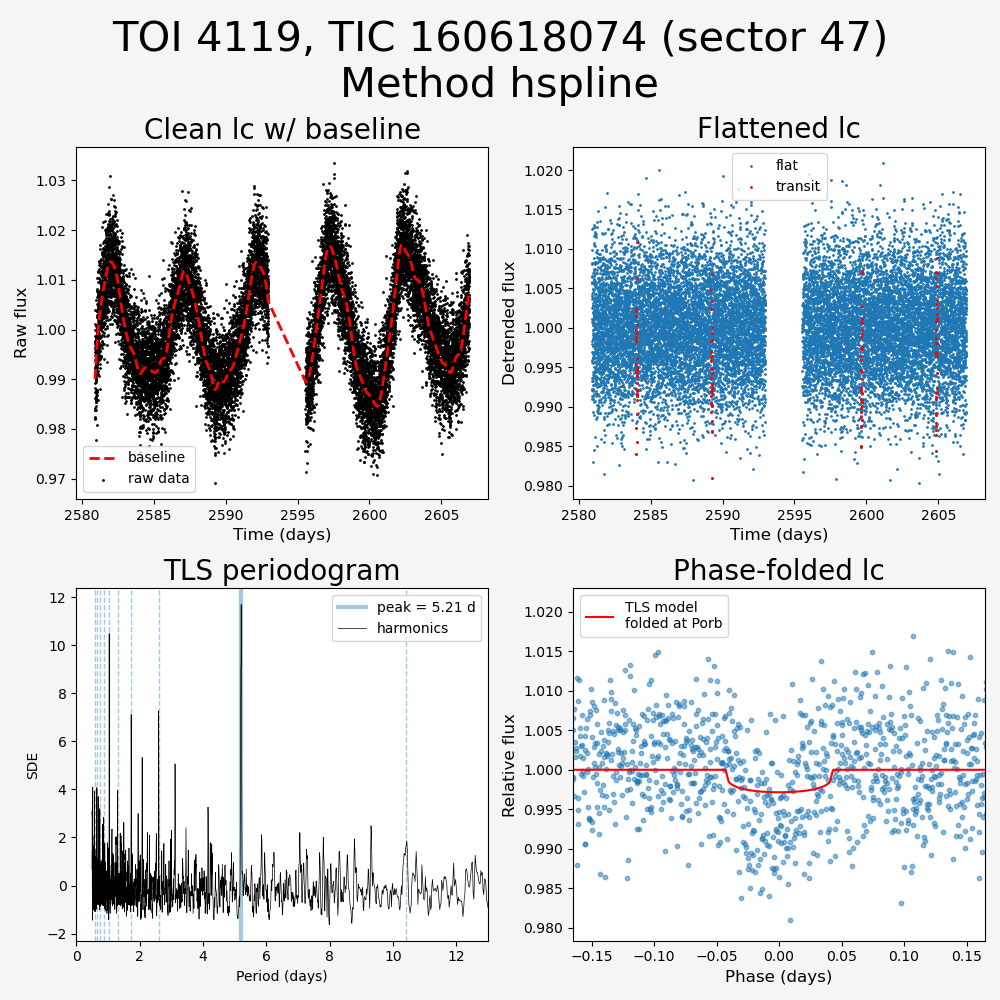 TOI 4119, TIC 160618074 (sector 47)
Method hspline
Clean lc w/ baseline
Raw flux
1.03
1.02
1.01
1.00
0.99
0.98
0.97
baseline
raw data
2580
2585
2590
2595
2600
2605
Time (days)
Flattened lc
Detrended flux
1.020
1.015
1.010
1.005
1.000
0.995
0.990
0.985
0.980
flat
transit
2580
2585
2590
2595
2600
2605
Time (days)
TLS periodogram
SDE
12
10
8
6
4
2
0
−2
peak = 5.21 d
harmonics
0
2
4
6
8
10
12
Period (days)
Phase-folded lc
Relative flux
1.020
1.015
1.010
1.005
1.000
0.995
0.990
0.985
0.980
TLS model
folded at Porb
−0.15
−0.10
−0.05
0.00
0.05
0.10
0.15
Phase (days)